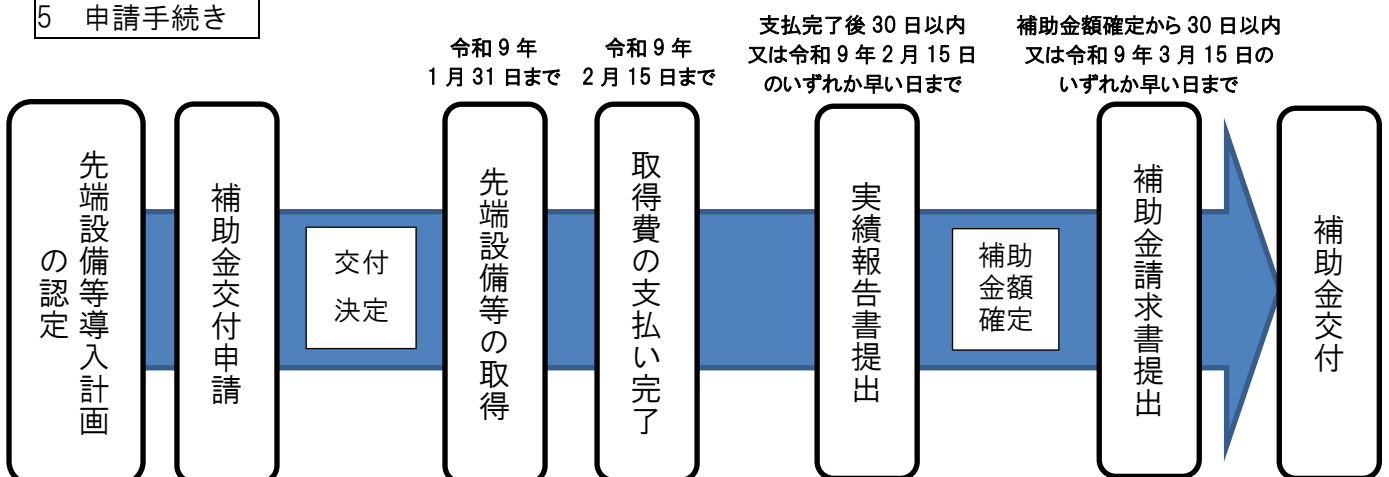 5 申請手続き
令和9年
1月31日まで
令和9年
2月15日まで
支払完了後30日以内
又は令和9年2月15日
のいずれか早い日まで
補助金額確定から30日以内
又は令和9年3月15日の
いずれか早い日まで
先端設備等導入計画
の認定
補助金交付申請
交付
決定
先端設備等の取得
取得費の支払い完了
実績報告書提出
補助
金額
確定
補助金請求書提出
補助金交付